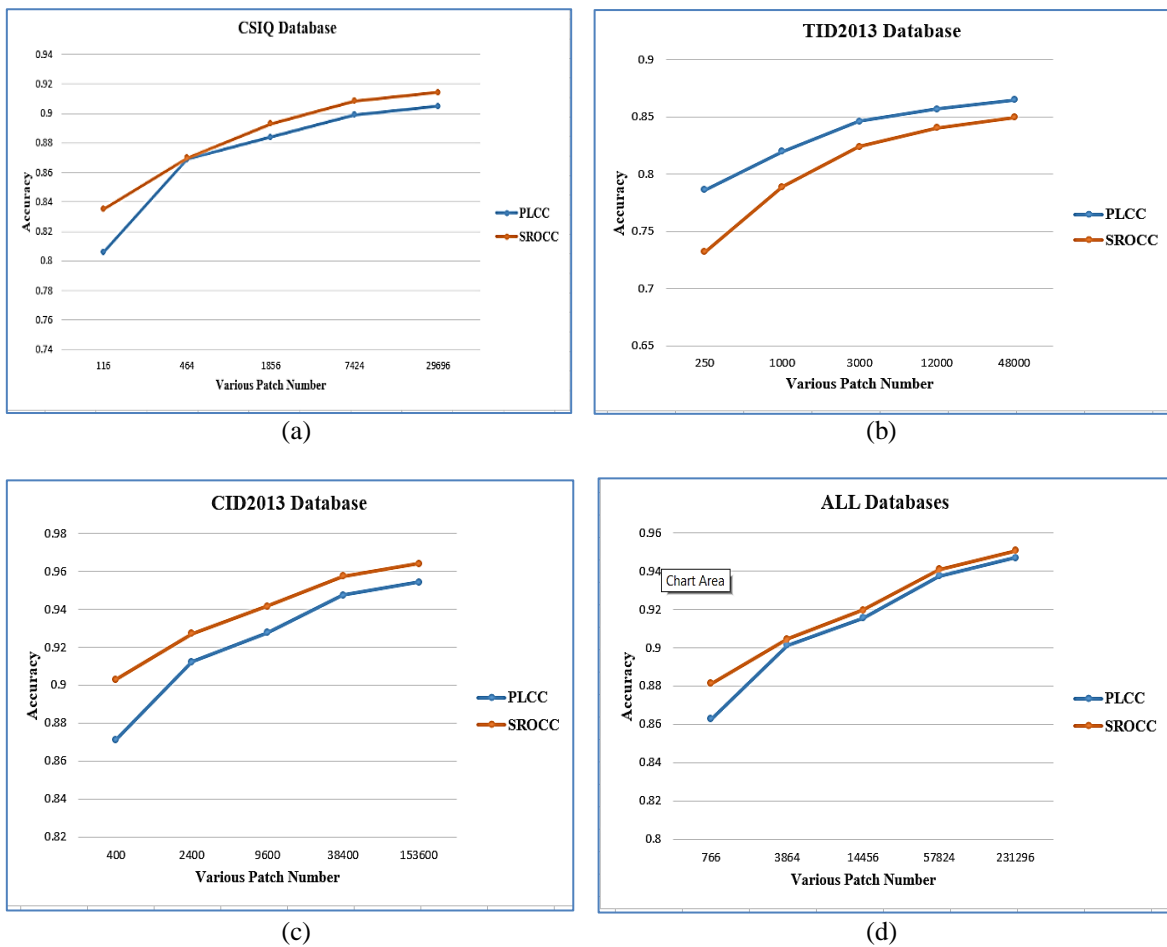 CSIQ Database
0.94
0.92
0.9
0.88
0.86
0.84
0.82
0.8
0.78
0.76
0.74
Accuracy
116 464 1856 7424 29696
Various Patch Number
PLCC
SROCC
(a)
TID2013 Database
0.9
0.85
0.8
0.75
0.7
0.65
Accuracy
250 1000 3000 12000 48000
Various Patch Number
PLCC
SROCC
(b)
CID2013 Database
0.98
0.96
0.94
0.92
0.9
0.88
0.86
0.84
0.82
Accuracy
400 2400 9600 38400 153600
Various Patch Number
PLCC
SROCC
(c)
ALL Databases
0.96
0.94
0.92
0.9
0.88
0.86
0.84
0.82
0.8
Chart Area
Accuracy
766 3864 14456 57824 231296
Various Patch Number
PLCC
SROCC
(d)